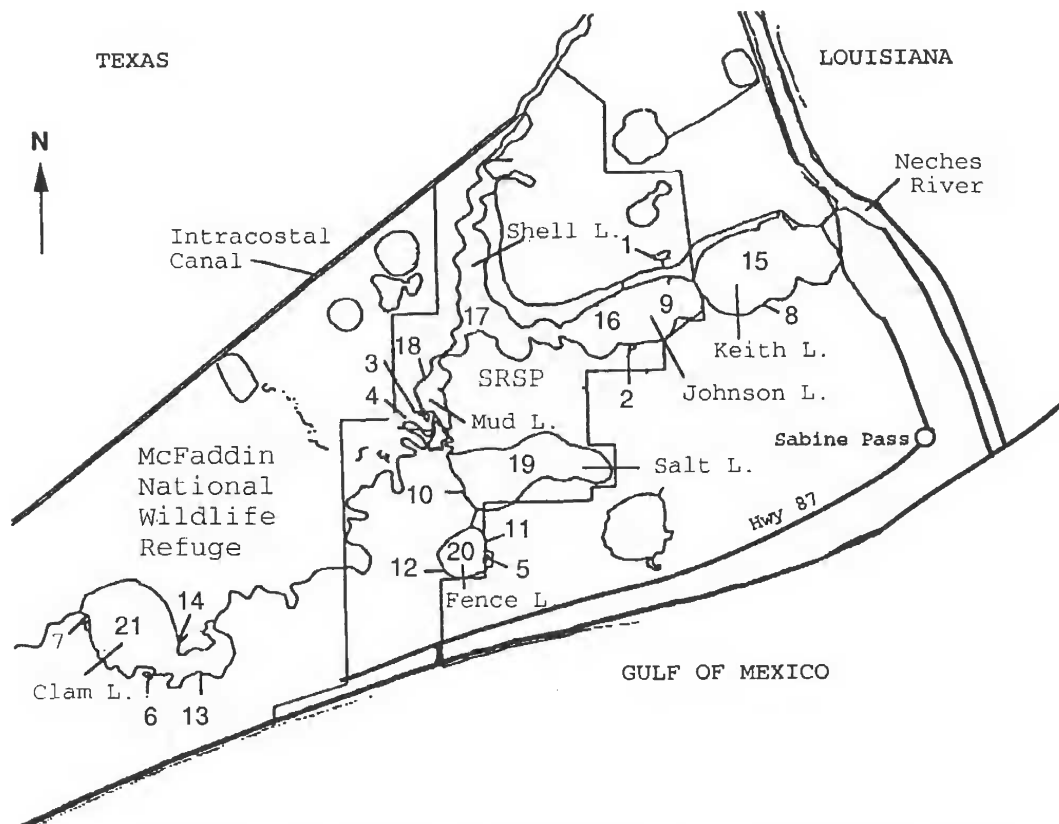 TEXAS
LOUISIANA
N
Neches
River
Intracostal
Canal
Shell L.
1
15
9
8
16
17
Keith L.
18
3
SRSP
2
Johnson L.
4
Mud L.
Sabine Pass
McFaddin
National
Wildlife
Refuge
19
Salt L.
10
Hwy 87
11
20
12
5
Fence L
14
7
21
Clam L.
6
13
GULF OF MEXICO